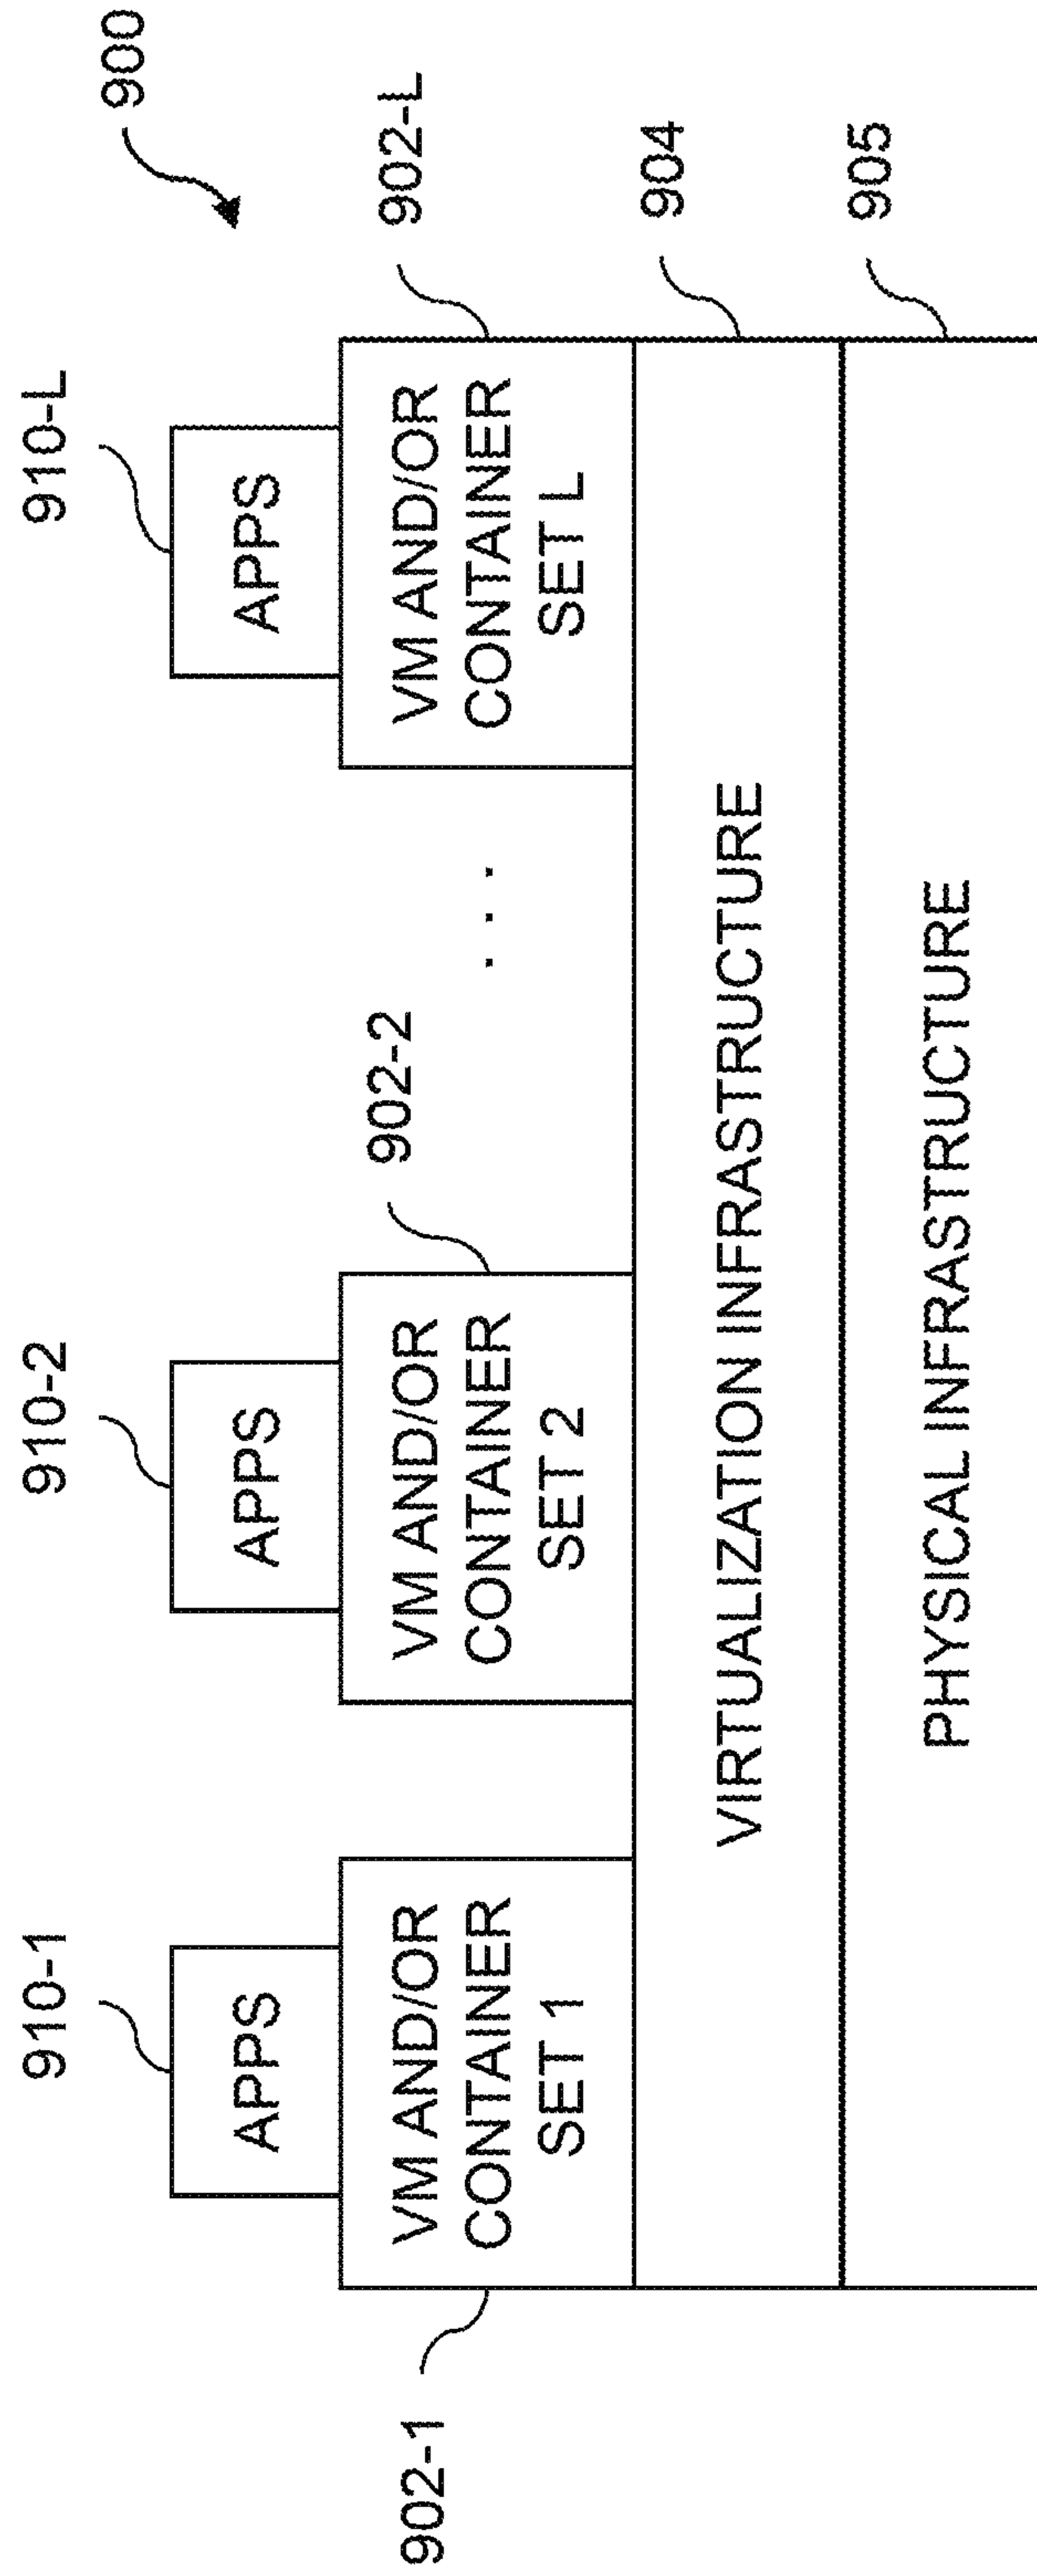 900
910-1
910-2
910-L
APPS
APPS
APPS
902-1
VM AND/OR
CONTAINER
SET 1
VM AND/OR
CONTAINER
SET 2
902-2
. . .
VM AND/OR
CONTAINER
SET L
902-L
VIRTUALIZATION INFRASTRUCTURE
904
PHYSICAL INFRASTRUCTURE
905